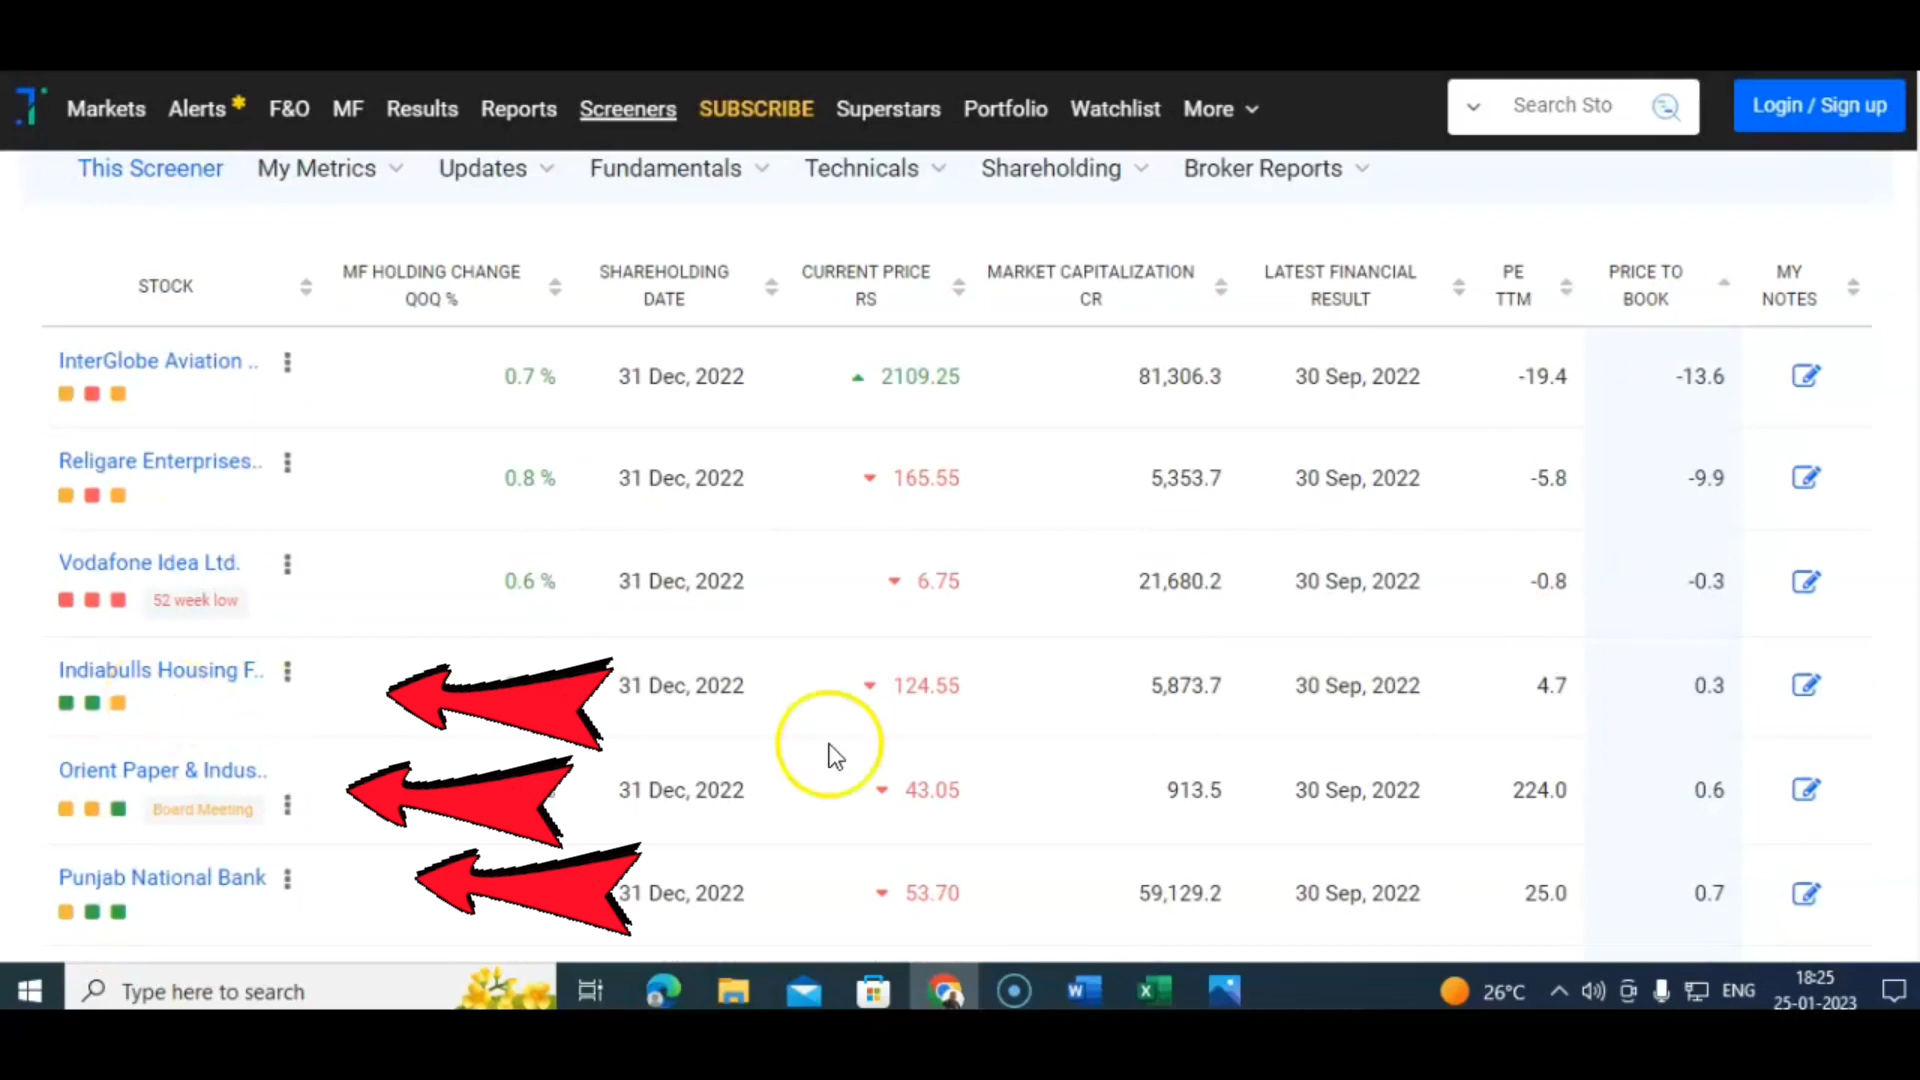 Markets Alerts F&O MF Results Reports Screeners SUBSCRIBE Superstars Portfolio Watchlist More Search Sto Login / Sign up
This Screener My Metrics Updates Fundamentals Technicals Shareholding Broker Reports
STOCK MF HOLDING CHANGE QOQ % SHAREHOLDING DATE CURRENT PRICE RS MARKET CAPITALIZATION CR LATEST FINANCIAL RESULT PE TTM PRICE TO BOOK MY NOTES
InterGlobe Aviation .. 0.7 % 31 Dec, 2022 2109.25 81,306.3 30 Sep, 2022 -19.4 -13.6
Religare Enterprises.. 0.8 % 31 Dec, 2022 165.55 5,353.7 30 Sep, 2022 -5.8 -9.9
Vodafone Idea Ltd. 0.6 % 31 Dec, 2022 6.75 21,680.2 30 Sep, 2022 -0.8 -0.3
52 week low
Indiabulls Housing F.. 31 Dec, 2022 124.55 5,873.7 30 Sep, 2022 4.7 0.3
Orient Paper & Indus.. 31 Dec, 2022 43.05 913.5 30 Sep, 2022 224.0 0.6
Board Meeting
Punjab National Bank 31 Dec, 2022 53.70 59,129.2 30 Sep, 2022 25.0 0.7
Type here to search 26°C ENG 18:25
25-01-2023